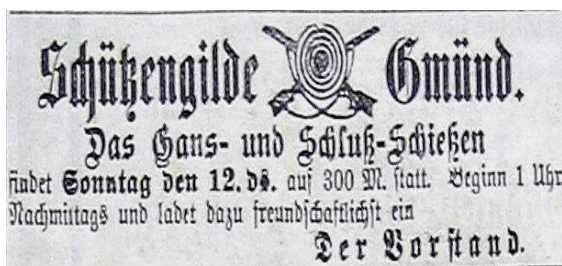 Schützengilde Gmünd.
Das Gans- und Schluß-Schießen
findet Sonntag den 12. ds. auf 300 M. statt. Beginn 1 Uhr
Nachmittags und ladet dazu freundschaftlichst ein
Der Vorstand.